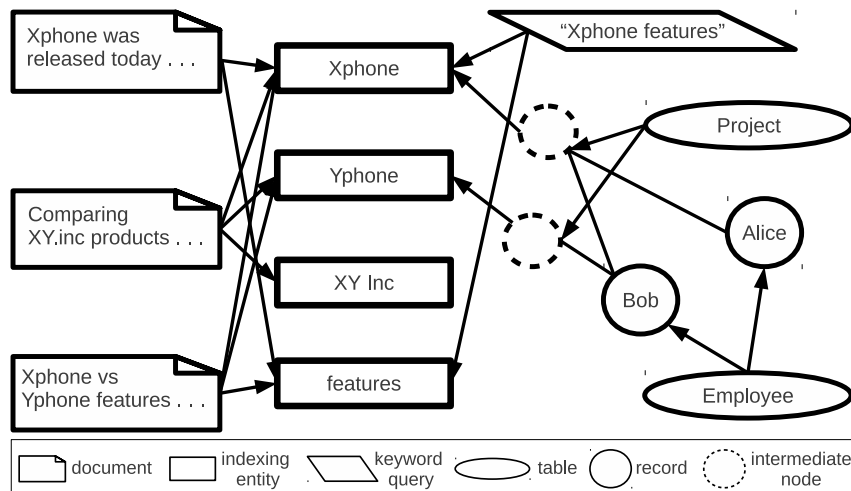 Xphone was
released today . . .
Xphone
“Xphone features”
Project
Comparing
XY.inc products . . .
Yphone
Alice
XY Inc
Bob
Xphone vs
Yphone features . . .
features
Employee
document
indexing
entity
keyword
query
table
record
intermediate
node